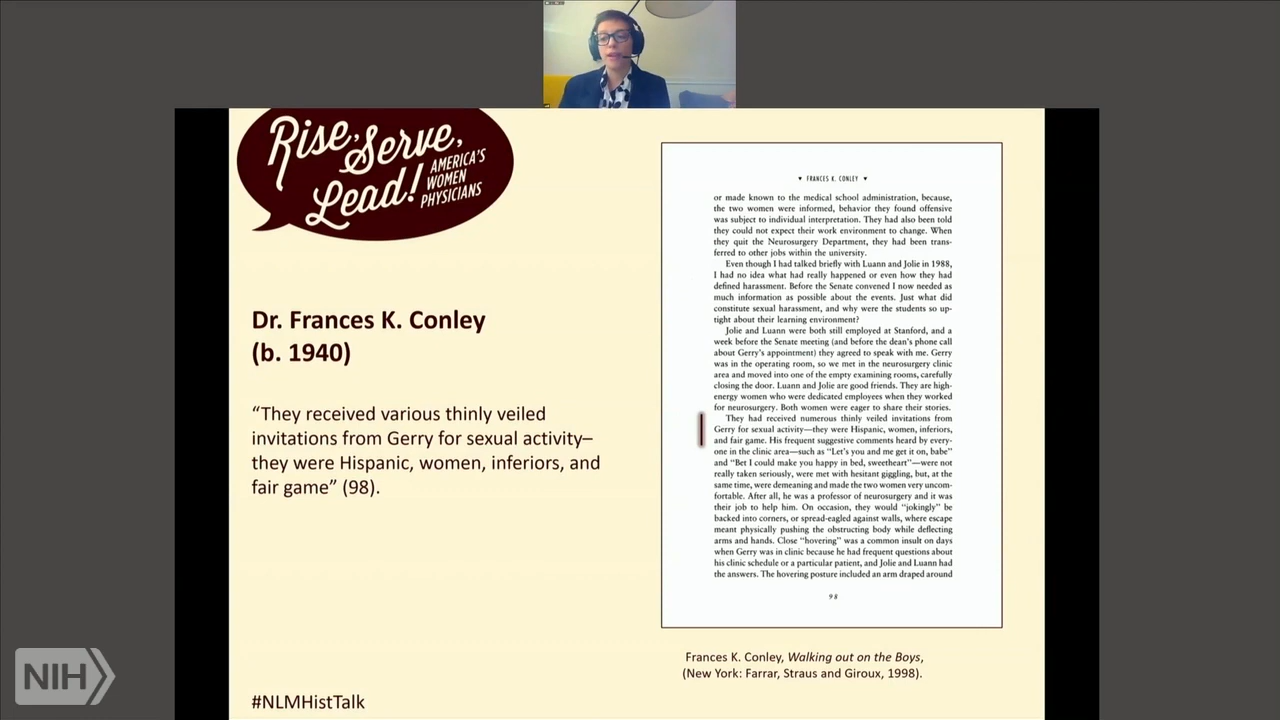 Rise, Serve,
Lead!
AMERICA'S
WOMEN
PHYSICIANS
Dr. Frances K. Conley
(b. 1940)
“They received various thinly veiled
invitations from Gerry for sexual activity–
they were Hispanic, women, inferiors, and
fair game” (98).
♥ FRANCES K. CONLEY ♥
or made known to the medical school administration, because,
the two women were informed, behavior they found offensive
was subject to individual interpretation. They had also been told
they could not expect their work environment to change. When
they quit the Neurosurgery Department, they had been trans-
ferred to other jobs within the university.
Even though I had talked briefly with Luann and Jolie in 1988,
I had no idea what had really happened or even how they had
defined harassment. Before the Senate convened I now needed as
much information as possible about the events. Just what did
constitute sexual harassment, and why were the students so up-
tight about their learning environment?
Jolie and Luann were both still employed at Stanford, and a
week before the Senate meeting (and before the dean's phone call
about Gerry's appointment) they agreed to speak with me. Gerry
was in the operating room, so we met in the neurosurgery clinic
area and moved into one of the empty examining rooms, carefully
closing the door. Luann and Jolie are good friends. They are high-
energy women who were dedicated employees when they worked
for neurosurgery. Both women were eager to share their stories.
They had received numerous thinly veiled invitations from
Gerry for sexual activity—they were Hispanic, women, inferiors,
and fair game. His frequent suggestive comments heard by every-
one in the clinic area—such as “Let's you and me get it on, babe”
and “Bet I could make you happy in bed, sweetheart”—were not
really taken seriously, were met with hesitant giggling, but, at the
same time, were demeaning and made the two women very uncom-
fortable. After all, he was a professor of neurosurgery and it was
their job to help him. On occasion, they would “jokingly” be
backed into corners, or spread-eagled against walls, where escape
meant physically pushing the obstructing body while deflecting
arms and hands. Close “hovering” was a common insult on days
when Gerry was in clinic because he had frequent questions about
his clinic schedule or a particular patient, and Jolie and Luann had
the answers. The hovering posture included an arm draped around
98
Frances K. Conley, Walking out on the Boys,
(New York: Farrar, Straus and Giroux, 1998).
NIH
#NLMHistTalk